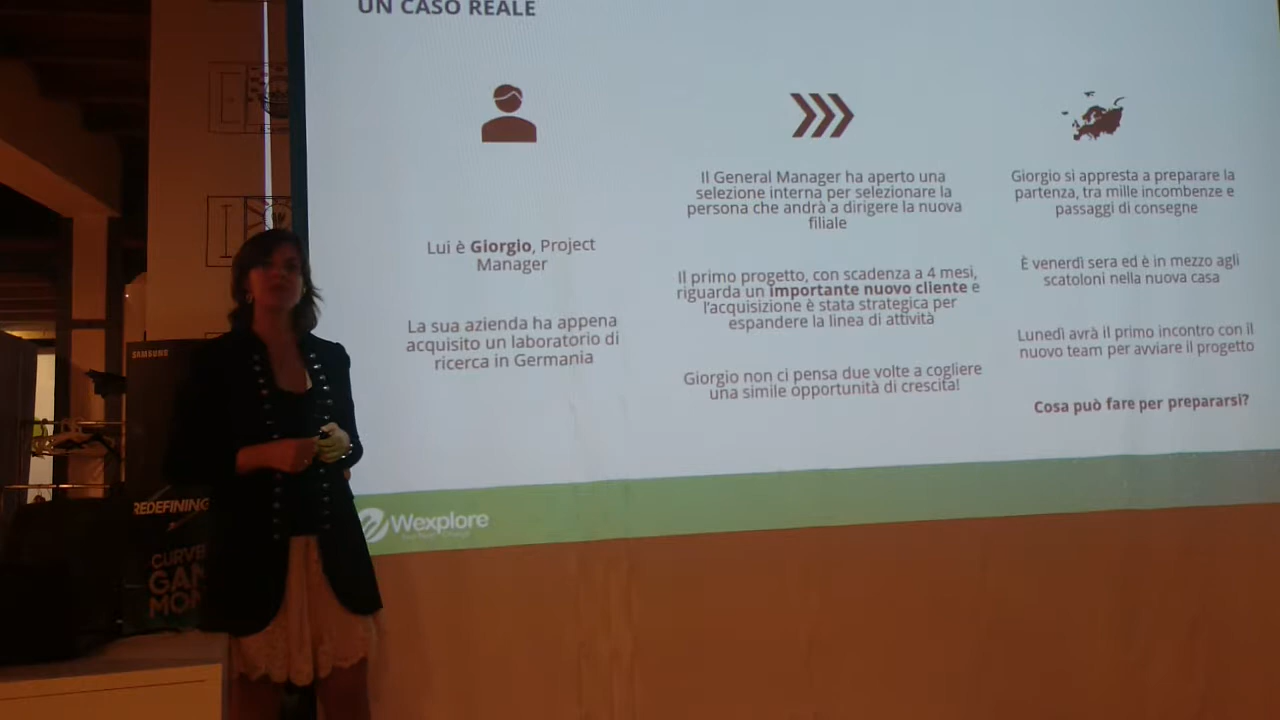 UN CASO REALE
Lui è Giorgio, Project
Manager
La sua azienda ha appena
acquisito un laboratorio di
ricerca in Germania
Il General Manager ha aperto una
selezione interna per selezionare la
persona che andrà a dirigere la nuova
filiale
Il primo progetto, con scadenza a 4 mesi,
riguarda un importante nuovo cliente e
l'acquisizione è stata strategica per
espandere la linea di attività
Giorgio non ci pensa due volte a cogliere
una simile opportunità di crescita!
Giorgio si appresta a preparare la
partenza, tra mille incombenze e
passaggi di consegne
È venerdì sera ed è in mezzo agli
scatoloni nella nuova casa
Lunedì avrà il primo incontro con il
nuovo team per avviare il progetto
Cosa può fare per prepararsi?
Wexplore
SAMSUNG
REDEFINING